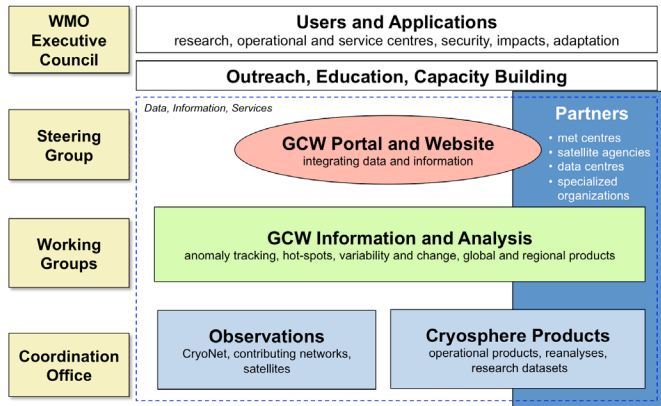 WMO
Executive
Council
Users and Applications
research, operational and service centres, security, impacts, adaptation
Outreach, Education, Capacity Building
Data, Information, Services
Partners
• met centres
• satellite agencies
• data centres
• specialized
organizations
Steering
Group
GCW Portal and Website
integrating data and information
Working
Groups
GCW Information and Analysis
anomaly tracking, hot-spots, variability and change, global and regional products
Coordination
Office
Observations
CryoNet, contributing networks,
satellites
Cryosphere Products
operational products, reanalyses,
research datasets